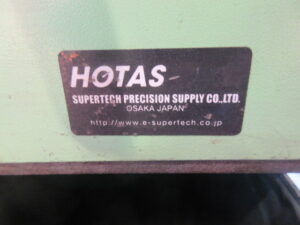 HOTAS
SUPERTECH PRECISION SUPPLY CO.,LTD.
OSAKA JAPAN
http://www.e-supertech.co.jp